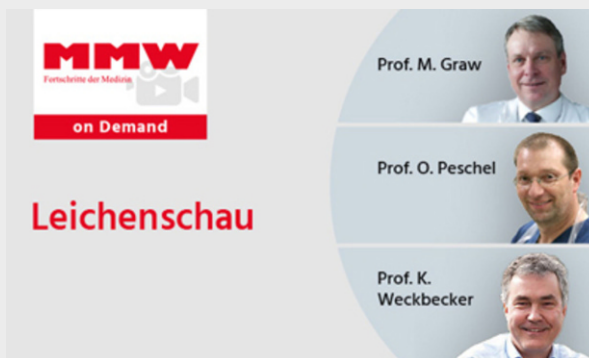 MMW
Fortschritte der Medizin
on Demand
Leichenschau
Prof. M. Graw
Prof. O. Peschel
Prof. K.
Weckbecker